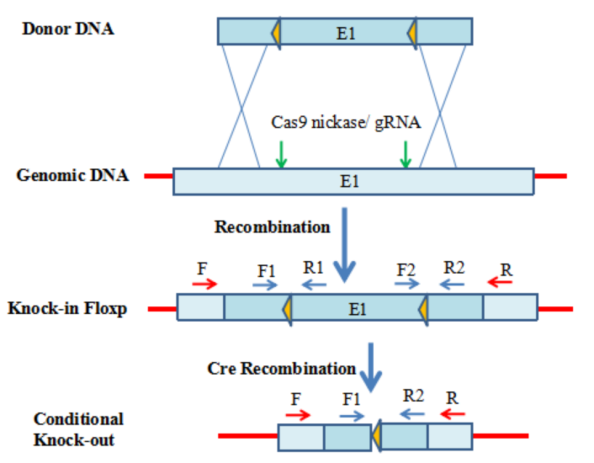 Donor DNA
E1
Cas9 nickase/ gRNA
Genomic DNA
E1
Recombination
F F1 R1 F2 R2 R
Knock-in Floxp
E1
Cre Recombination
F F1 R2 R
Conditional
Knock-out